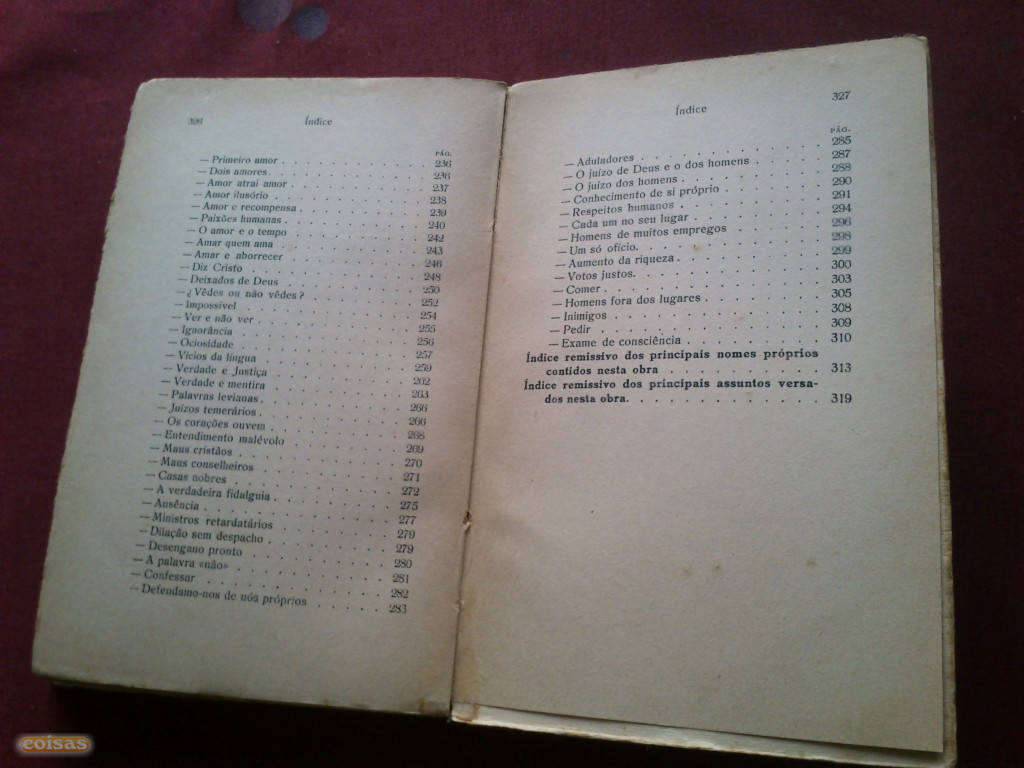 326 Índice
PÁG.
— Primeiro amor . . . . . . . 236
— Dois amores . . . . . . . 236
— Amor atrai amor . . . . . . . 237
— Amor ilusório . . . . . . . 238
— Amor e recompensa . . . . . . . 239
— Paixões humanas . . . . . . . 240
— O amor e o tempo . . . . . . . 242
— Amar quem ama . . . . . . . 243
— Amar e aborrecer . . . . . . . 246
— Diz Cristo . . . . . . . 248
— Deixados de Deus . . . . . . . 250
— ¿Vêdes ou não vêdes? . . . . . . . 252
— Impossível . . . . . . . 254
— Ver e não ver . . . . . . . 255
— Ignorância . . . . . . . 256
— Ociosidade . . . . . . . 257
— Vícios da língua . . . . . . . 259
— Verdade e Justiça . . . . . . . 262
— Verdade e mentira . . . . . . . 263
— Palavras levianas . . . . . . . 266
— Juízos temerários . . . . . . . 266
— Os corações ouvem . . . . . . . 268
— Entendimento malévolo . . . . . . . 269
— Maus cristãos . . . . . . . 270
— Maus conselheiros . . . . . . . 271
— Casas nobres . . . . . . . 272
— A verdadeira fidalguia . . . . . . . 275
— Ausência . . . . . . . 277
— Ministros retardatários . . . . . . . 279
— Dilação sem despacho . . . . . . . 279
— Desengano pronto . . . . . . . 280
— A palavra «não» . . . . . . . 281
— Confessar . . . . . . . 282
— Defendamo-nos de nós próprios . . . . . 283
Índice 327
PÁG.
— Aduladores . . . . . . . 285
— O juízo de Deus e o dos homens . . . . . 287
— O juízo dos homens . . . . . . . 288
— Conhecimento de si próprio . . . . . . . 290
— Respeitos humanos . . . . . . . 291
— Cada um no seu lugar . . . . . . . 294
— Homens de muitos empregos . . . . . . . 296
— Um só ofício. . . . . . . . 298
— Aumento da riqueza . . . . . . . 299
— Votos justos. . . . . . . . 300
— Comer . . . . . . . 303
— Homens fora dos lugares . . . . . . . 305
— Inimigos . . . . . . . 308
— Pedir . . . . . . . 309
— Exame de consciência . . . . . . . 310
Índice remissivo dos principais nomes próprios
contidos nesta obra . . . . . . . 313
Índice remissivo dos principais assuntos versa-
dos nesta obra. . . . . . . . 319
coisas